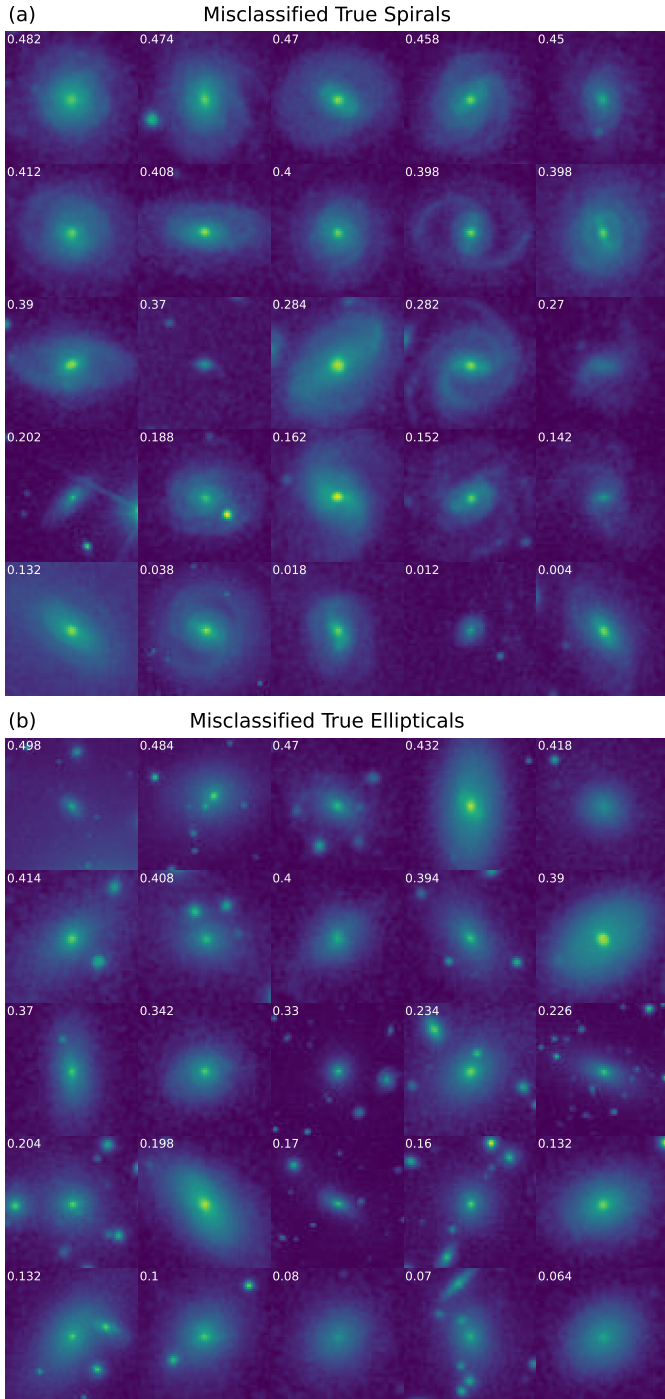 (a) Misclassified True Spirals
0.482 0.474 0.47 0.458 0.45
0.412 0.408 0.4 0.398 0.398
0.39 0.37 0.284 0.282 0.27
0.202 0.188 0.162 0.152 0.142
0.132 0.038 0.018 0.012 0.004
(b) Misclassified True Ellipticals
0.498 0.484 0.47 0.432 0.418
0.414 0.408 0.4 0.394 0.39
0.37 0.342 0.33 0.234 0.226
0.204 0.198 0.17 0.16 0.132
0.132 0.1 0.08 0.07 0.064